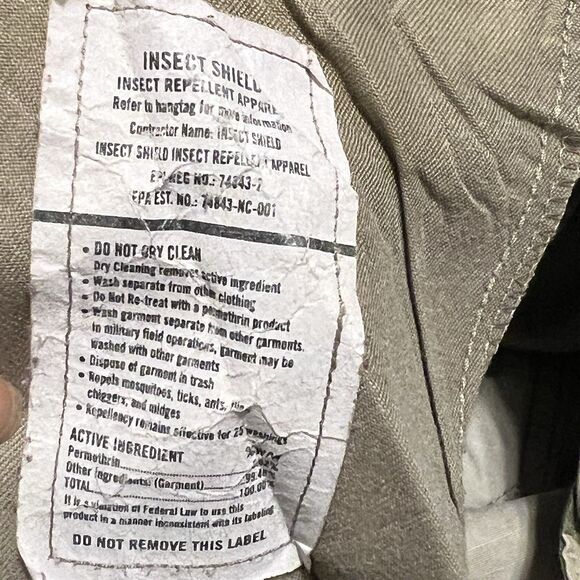 INSECT SHIELD
INSECT REPELLENT APPAREL
Refer to hangtag for more information
Contractor Name: INSECT SHIELD
INSECT SHIELD INSECT REPELLENT APPAREL
EPA REG NO.: 74843-2
EPA EST. NO.: 74843-NC-001
• DO NOT DRY CLEAN
Dry Cleaning removes active ingredient
• Wash separate from other clothing
• Do Not Re-treat with a permethrin product
• Wash garment separate from other garments.
In military field operations, garment may be
washed with other garments
• Dispose of garment in trash
• Repels mosquitoes, ticks, ants, flies,
chiggers, and midges
• Repellency remains effective for 25 washings
ACTIVE INGREDIENT
Permethrin
Other Ingredients (Garment)
TOTAL 100.00%
It is a violation of Federal Law to use this
product in a manner inconsistent with its labeling
DO NOT REMOVE THIS LABEL